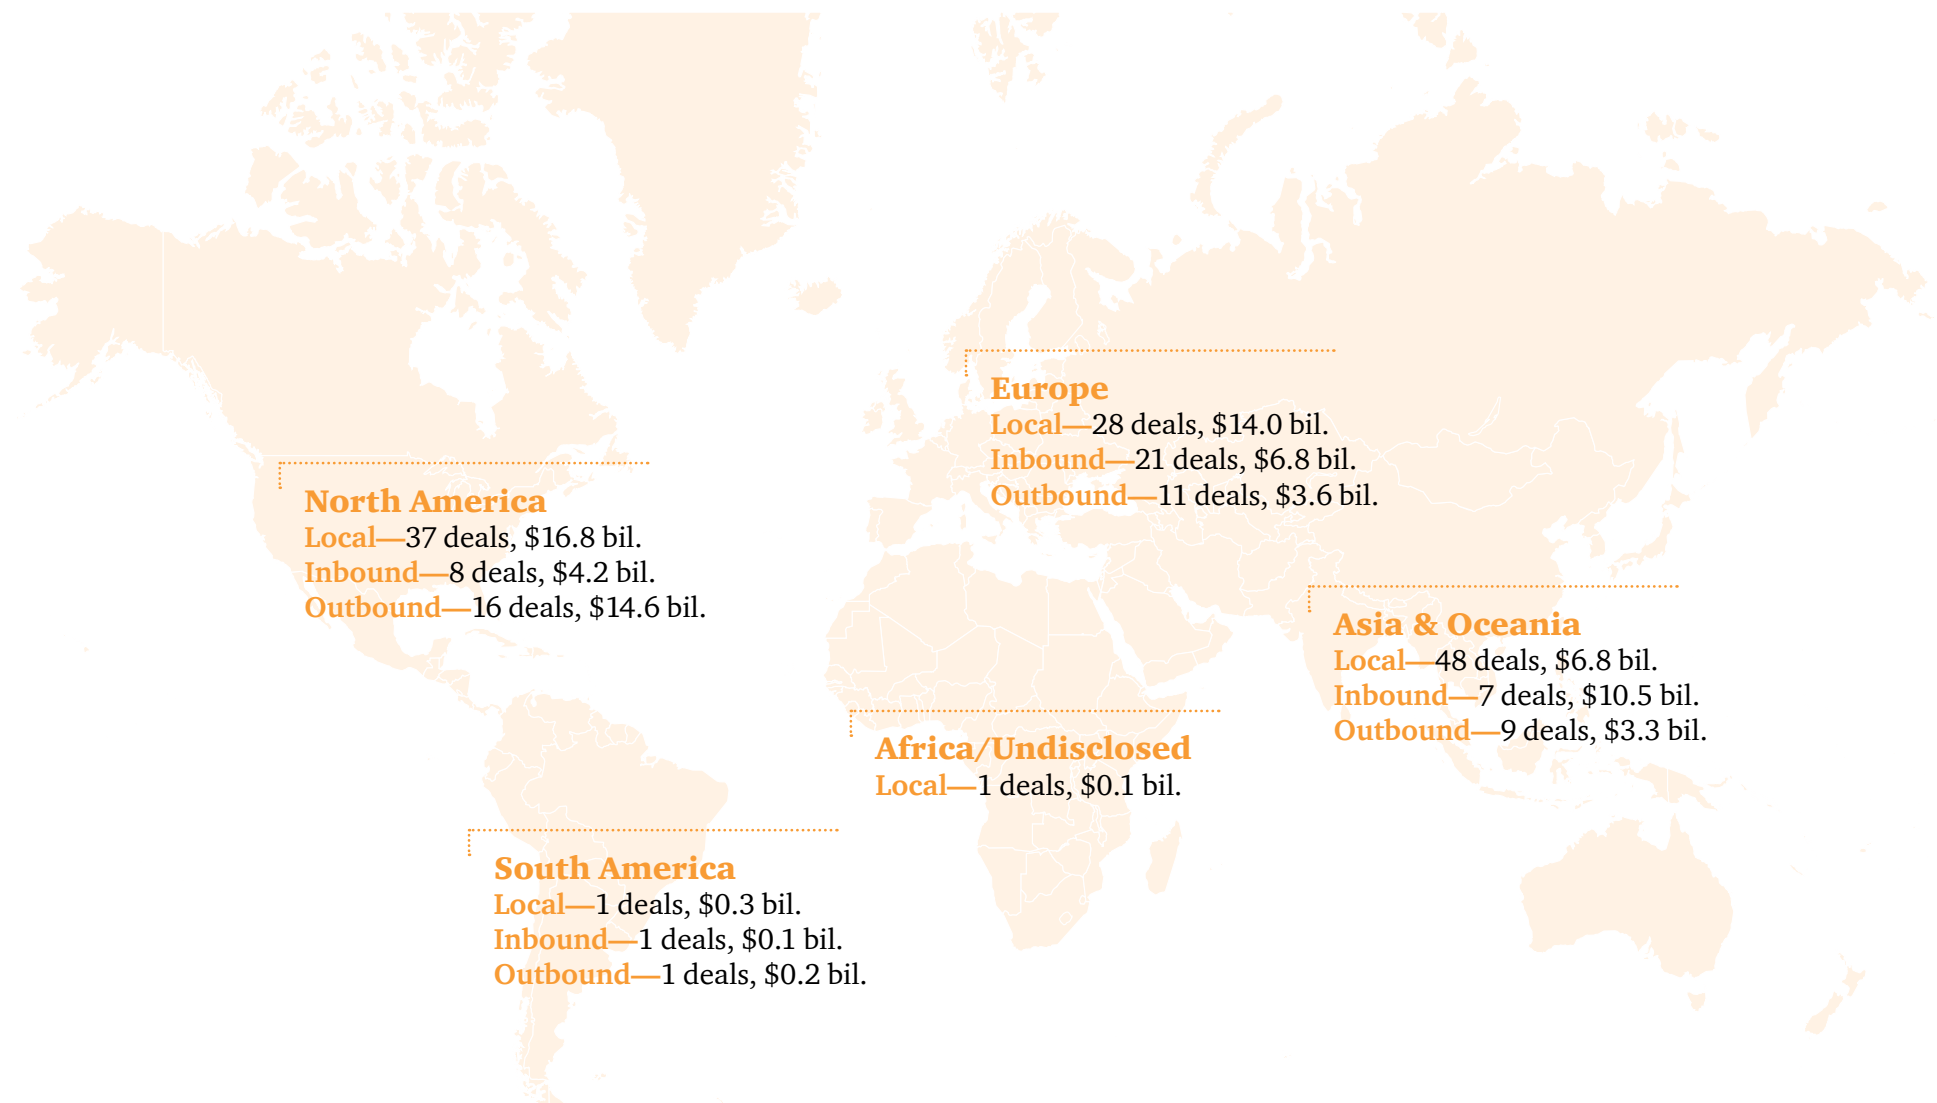 Europe
Local—28 deals, $14.0 bil.
Inbound—21 deals, $6.8 bil.
Outbound—11 deals, $3.6 bil.
North America
Local—37 deals, $16.8 bil.
Inbound—8 deals, $4.2 bil.
Outbound—16 deals, $14.6 bil.
Asia & Oceania
Local—48 deals, $6.8 bil.
Inbound—7 deals, $10.5 bil.
Outbound—9 deals, $3.3 bil.
Africa/Undisclosed
Local—1 deals, $0.1 bil.
South America
Local—1 deals, $0.3 bil.
Inbound—1 deals, $0.1 bil.
Outbound—1 deals, $0.2 bil.